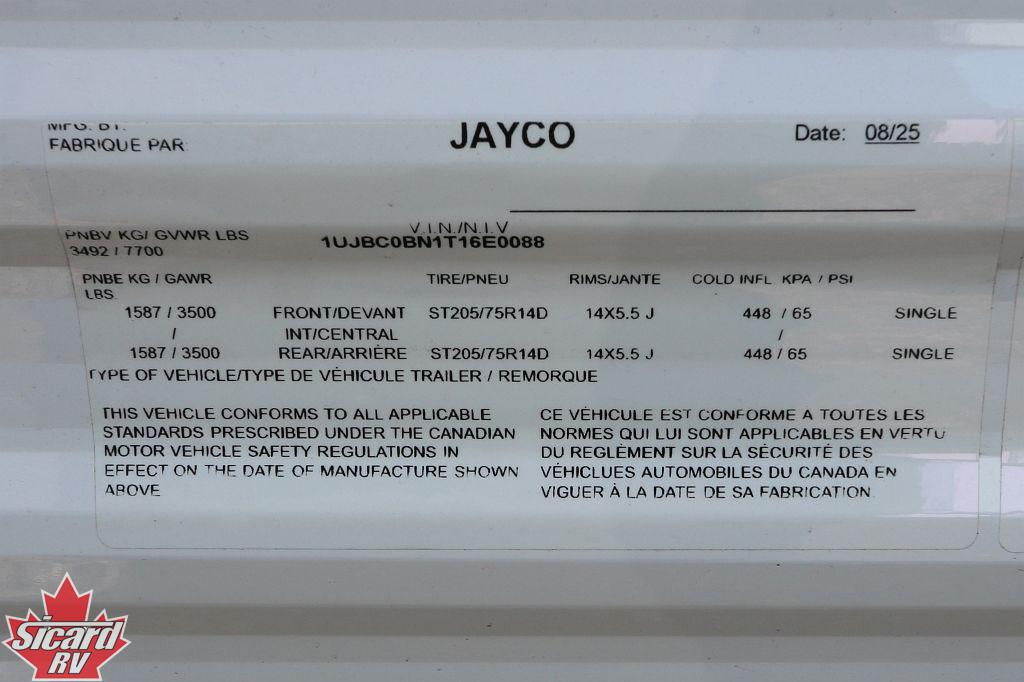 MFG. BY:
FABRIQUE PAR:
JAYCO
Date: 08/25
V.I.N./N.I.V
PNBV KG/ GVWR LBS
3492 / 7700
1UJBC0BN1T16E0088
PNBE KG / GAWR LBS. TIRE/PNEU RIMS/JANTE COLD INFL KPA / PSI
1587 / 3500 FRONT/DEVANT ST205/75R14D 14X5.5 J 448 / 65 SINGLE
/ INT/CENTRAL /
1587 / 3500 REAR/ARRIÈRE ST205/75R14D 14X5.5 J 448 / 65 SINGLE
TYPE OF VEHICLE/TYPE DE VÉHICULE TRAILER / REMORQUE
THIS VEHICLE CONFORMS TO ALL APPLICABLE
STANDARDS PRESCRIBED UNDER THE CANADIAN
MOTOR VEHICLE SAFETY REGULATIONS IN
EFFECT ON THE DATE OF MANUFACTURE SHOWN
ABOVE
CE VÉHICULE EST CONFORME A TOUTES LES
NORMES QUI LUI SONT APPLICABLES EN VERTU
DU REGLÈMENT SUR LA SÉCURITÉ DES
VÉHICLUES AUTOMOBILES DU CANADA EN
VIGUER À LA DATE DE SA FABRICATION.
Sicard
RV